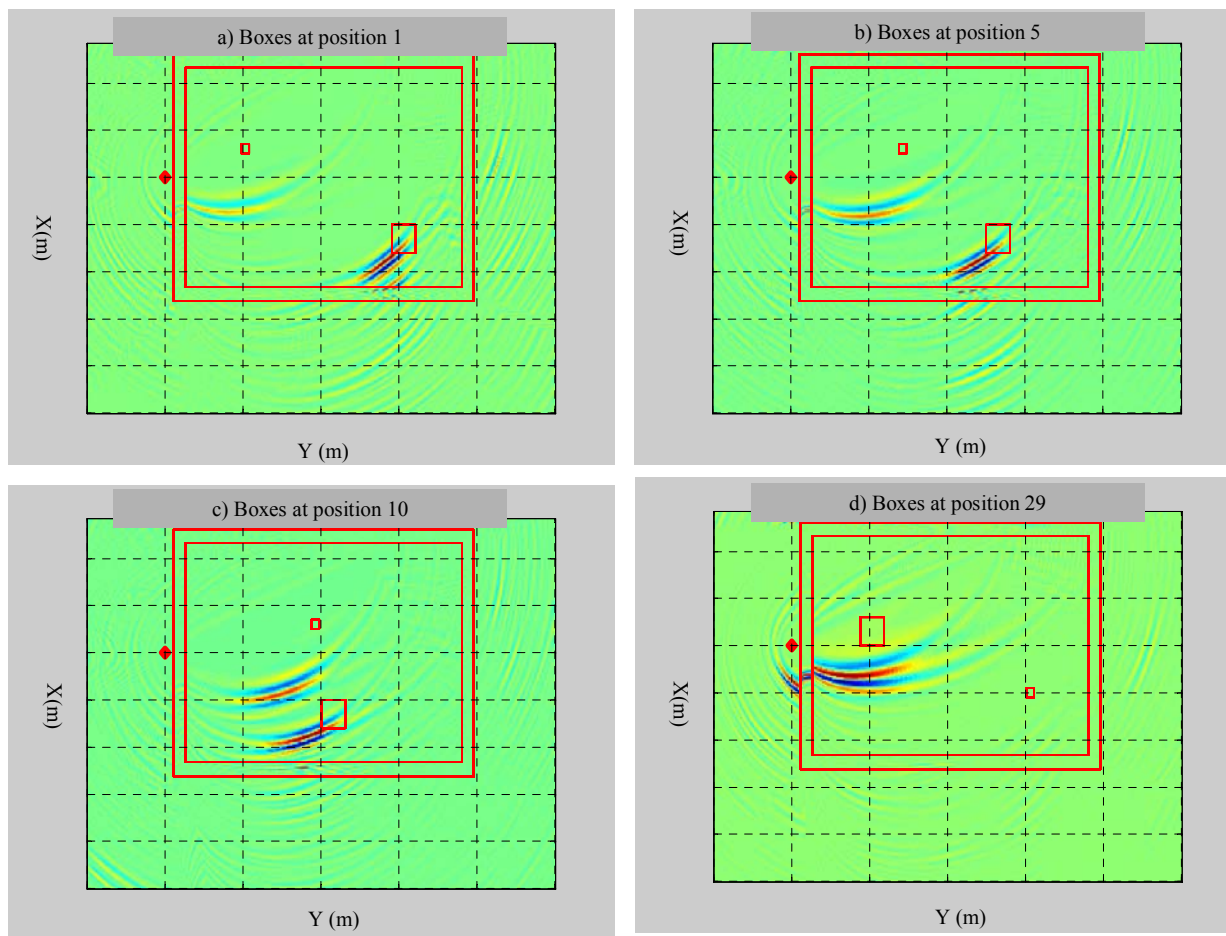 a) Boxes at position 1
X(m)
Y (m)
b) Boxes at position 5
X(m)
Y (m)
c) Boxes at position 10
X(m)
Y (m)
d) Boxes at position 29
X(m)
Y (m)